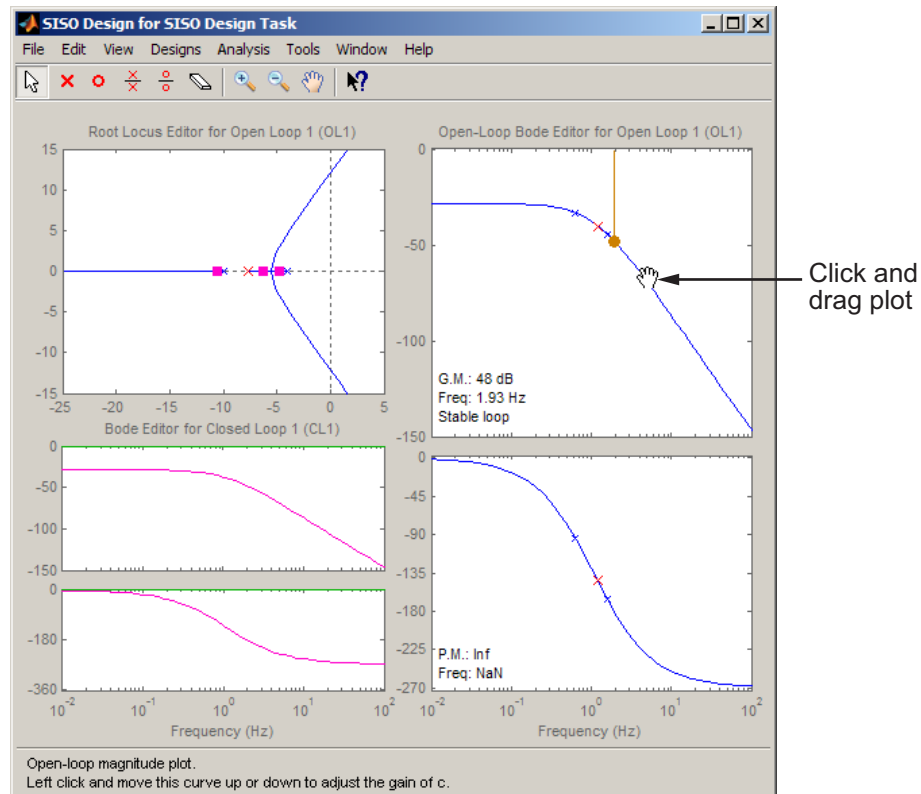 SISO Design for SISO Design Task
File Edit View Designs Analysis Tools Window Help
Root Locus Editor for Open Loop 1 (OL1)
15
10
5
0
-5
-10
-15
-25 -20 -15 -10 -5 0 5
Open-Loop Bode Editor for Open Loop 1 (OL1)
0
-50
-100
-150
G.M.: 48 dB
Freq: 1.93 Hz
Stable loop
Click and
drag plot
Bode Editor for Closed Loop 1 (CL1)
0
-50
-100
-150
0
-180
-360
10^-2 10^-1 10^0 10^1 10^2
Frequency (Hz)
0
-45
-90
-135
-180
-225
-270
P.M.: Inf
Freq: NaN
10^-2 10^-1 10^0 10^1 10^2
Frequency (Hz)
Open-loop magnitude plot.
Left click and move this curve up or down to adjust the gain of c.